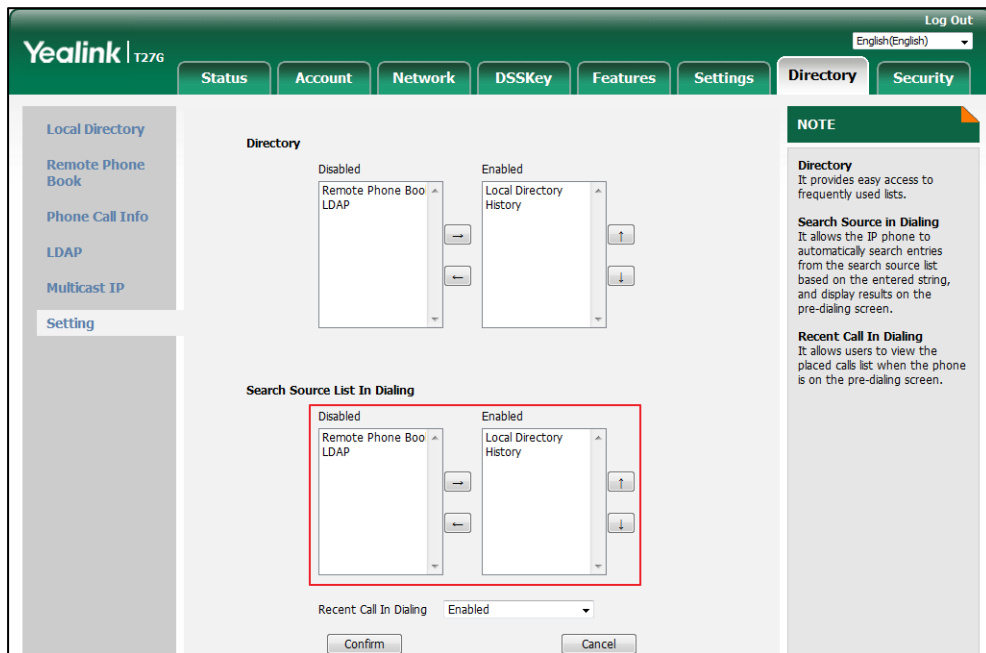 Log Out
English(English)
Yealink | T27G
Status Account Network DSSKey Features Settings Directory Security
Local Directory
Remote Phone
Book
Phone Call Info
LDAP
Multicast IP
Setting
Directory
Disabled Enabled
Remote Phone Boo Local Directory
LDAP History
→ ↑
← ↓
Search Source List In Dialing
Disabled Enabled
Remote Phone Boo Local Directory
LDAP History
→ ↑
← ↓
Recent Call In Dialing Enabled
Confirm Cancel
NOTE
Directory
It provides easy access to
frequently used lists.
Search Source in Dialing
It allows the IP phone to
automatically search entries
from the search source list
based on the entered string,
and display results on the
pre-dialing screen.
Recent Call In Dialing
It allows users to view the
placed calls list when the phone
is on the pre-dialing screen.